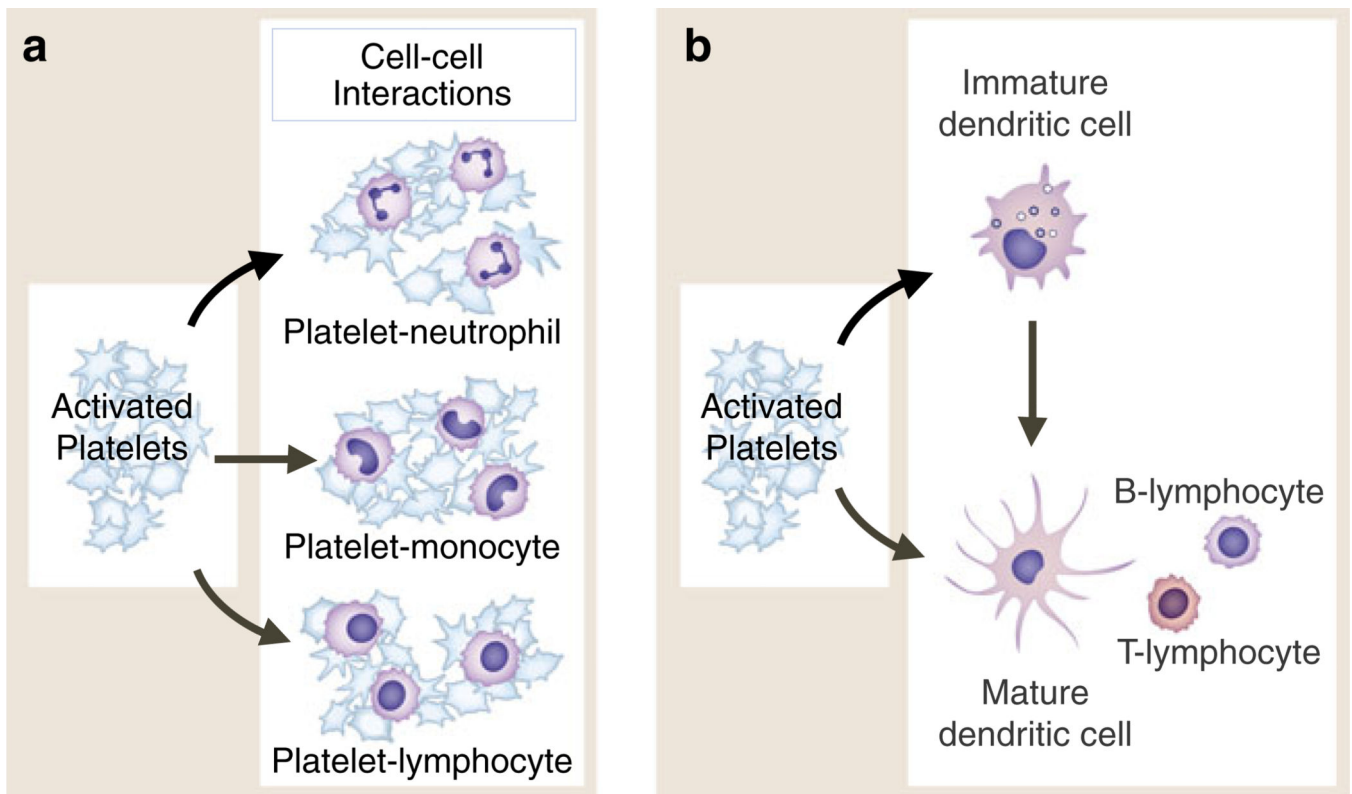 a
Cell-cell
Interactions
Platelet-neutrophil
Activated
Platelets
Platelet-monocyte
Platelet-lymphocyte
b
Immature
dendritic cell
Activated
Platelets
B-lymphocyte
T-lymphocyte
Mature
dendritic cell